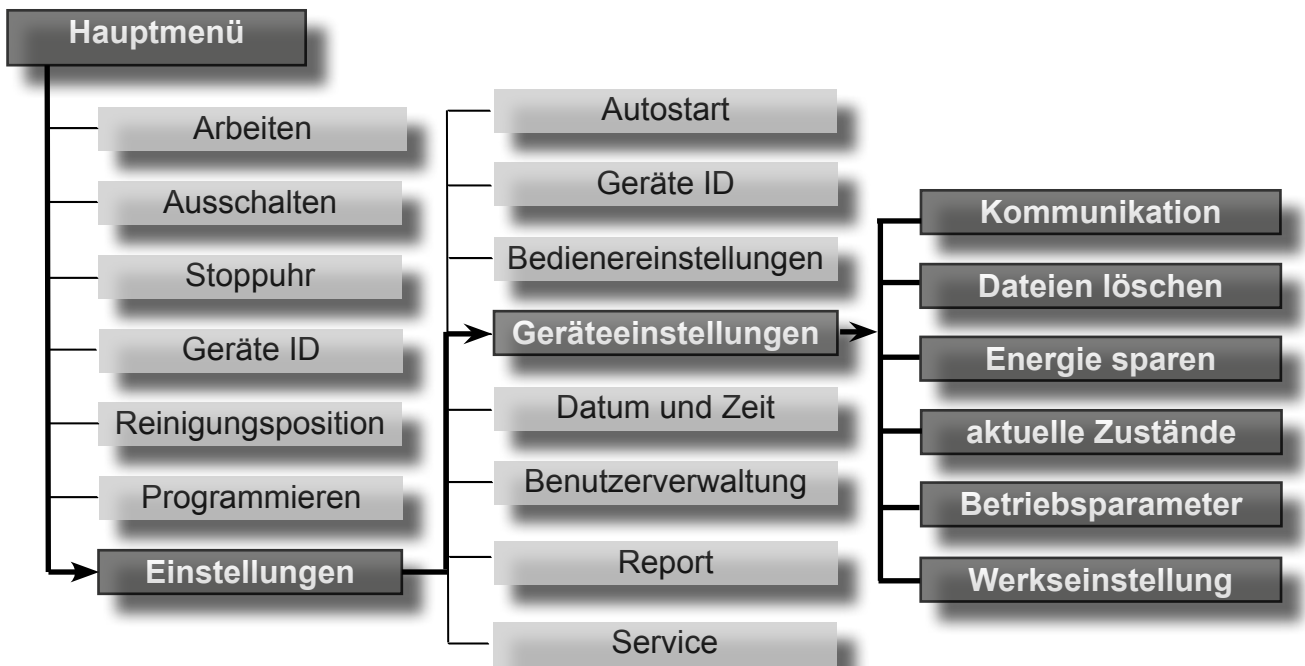 Hauptmenü
Arbeiten
Ausschalten
Stoppuhr
Geräte ID
Reinigungsposition
Programmieren
Einstellungen
Autostart
Geräte ID
Bedienereinstellungen
Geräteeinstellungen
Datum und Zeit
Benutzerverwaltung
Report
Service
Kommunikation
Dateien löschen
Energie sparen
aktuelle Zustände
Betriebsparameter
Werkseinstellung